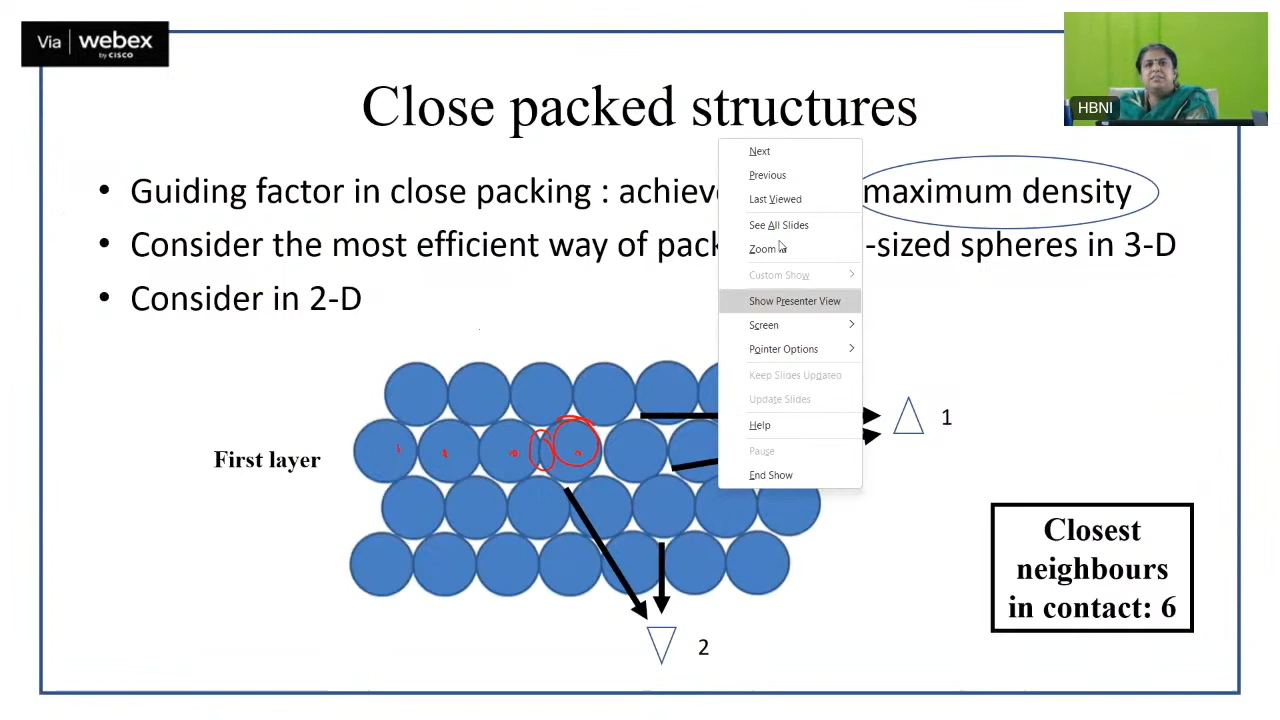 Via webex
by CISCO
HBNI
Close packed structures
• Guiding factor in close packing : achieve maximum density
• Consider the most efficient way of pack -sized spheres in 3-D
• Consider in 2-D
Next
Previous
Last Viewed
See All Slides
Zoom
Custom Show
Show Presenter View
Screen
Pointer Options
Keep Slides Updated
Update Slides
Help
Pause
End Show
First layer
1
2
Closest
neighbours
in contact: 6